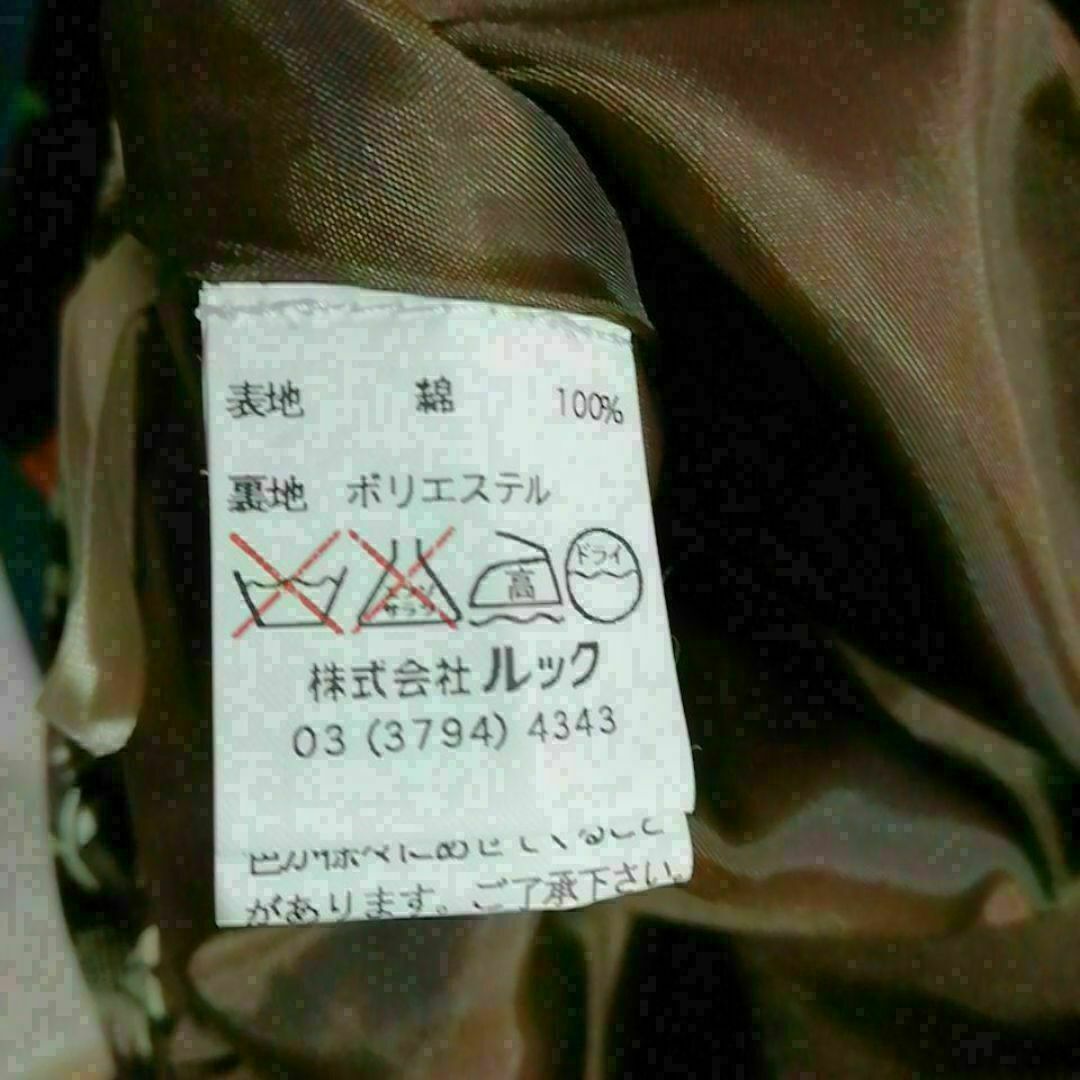 表地 綿 100%
裏地 ポリエステル
高 ドライ
株式会社 ルック
03 (3794) 4343
があります。ご了承下さい。